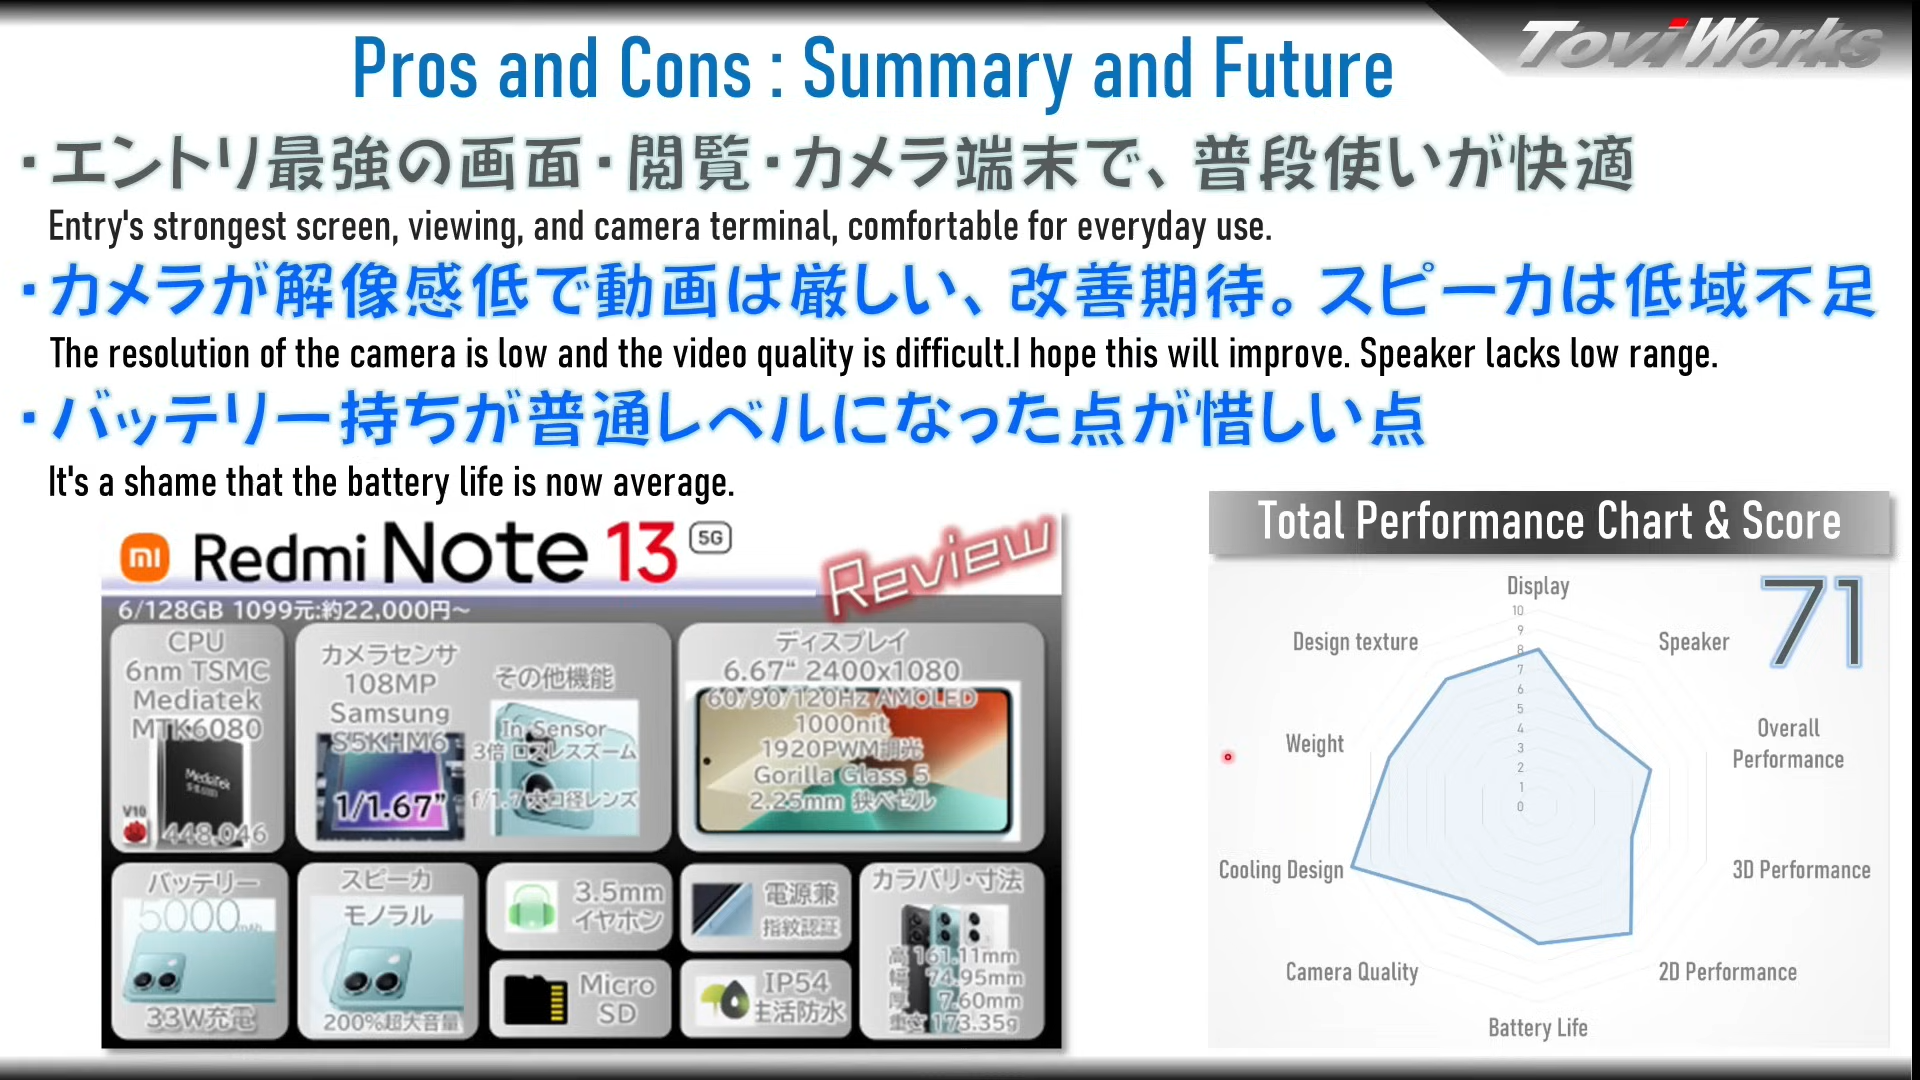 Pros and Cons : Summary and Future
ToviWorks
・エントリ最強の画面・閲覧・カメラ端末で、普段使いが快適
Entry's strongest screen, viewing, and camera terminal, comfortable for everyday use.
・カメラが解像感低で動画は厳しい、改善期待。スピーカは低域不足
The resolution of the camera is low and the video quality is difficult.I hope this will improve. Speaker lacks low range.
・バッテリー持ちが普通レベルになった点が惜しい点
It's a shame that the battery life is now average.
mi Redmi Note 13 5G
Review
6/128GB 1099元:約22,000円〜
CPU
6nm TSMC
Mediatek
MTK6080
MediaTek
V10
448,046
カメラセンサ
108MP
Samsung
S5KHM6
1/1.67”
その他機能
In Sensor
3倍 ロスレスズーム
f/1.7 大口径レンズ
ディスプレイ
6.67“ 2400x1080
60/90/120Hz AMOLED
1000nit
1920PWM調光
Gorilla Glass 5
2.25mm 狭ベゼル
バッテリー
5000mAh
33W充電
スピーカ
モノラル
200%超大音量
3.5mm
イヤホン
Micro
SD
電源兼
指紋認証
IP54
生活防水
カラバリ・寸法
高 161.11mm
幅 74.95mm
厚 7.60mm
重さ 173.35g
Total Performance Chart & Score
71
Display
Speaker
Overall
Performance
3D Performance
2D Performance
Battery Life
Camera Quality
Cooling Design
Weight
Design texture
10
9
8
7
6
5
4
3
2
1
0